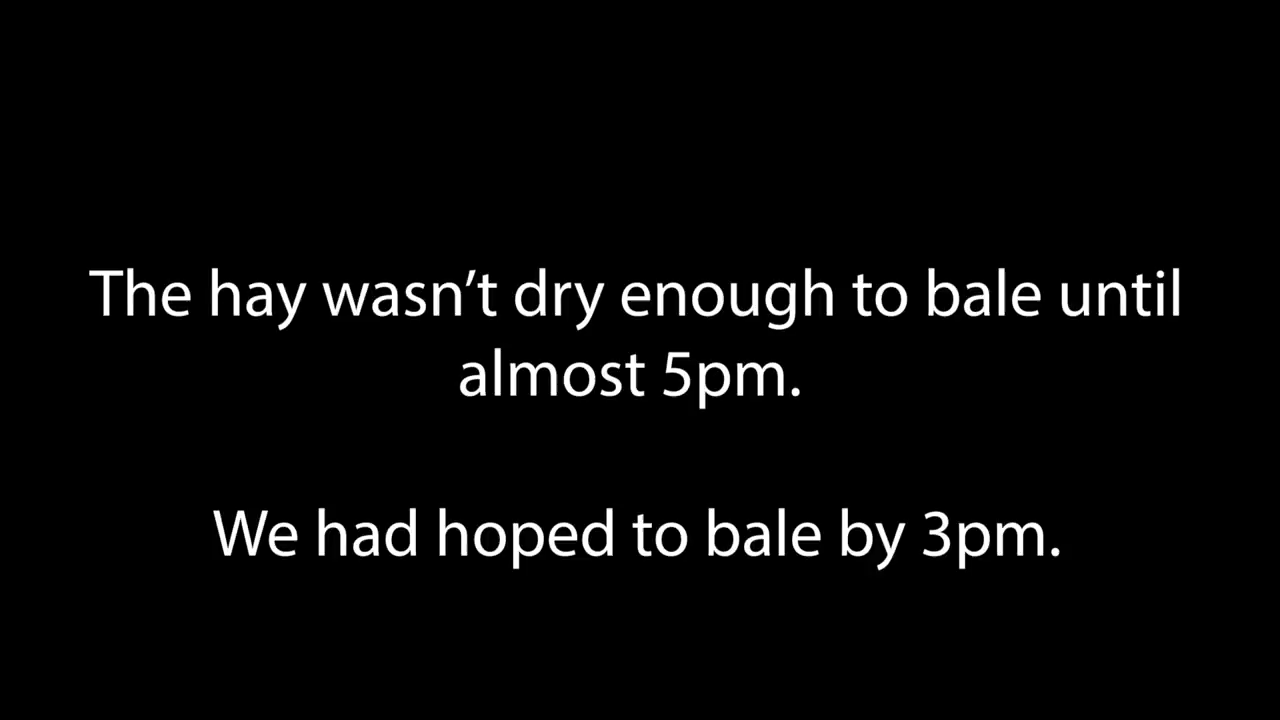 The hay wasn’t dry enough to bale until
almost 5pm.
We had hoped to bale by 3pm.